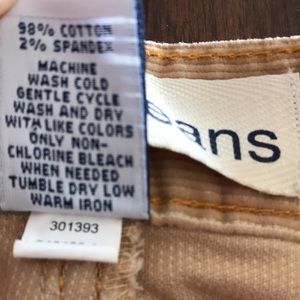 98% COTTON
2% SPANDEX
MACHINE
WASH COLD
GENTLE CYCLE
WASH AND DRY
WITH LIKE COLORS
ONLY NON-
CHLORINE BLEACH
WHEN NEEDED
TUMBLE DRY LOW
WARM IRON
eans
301393